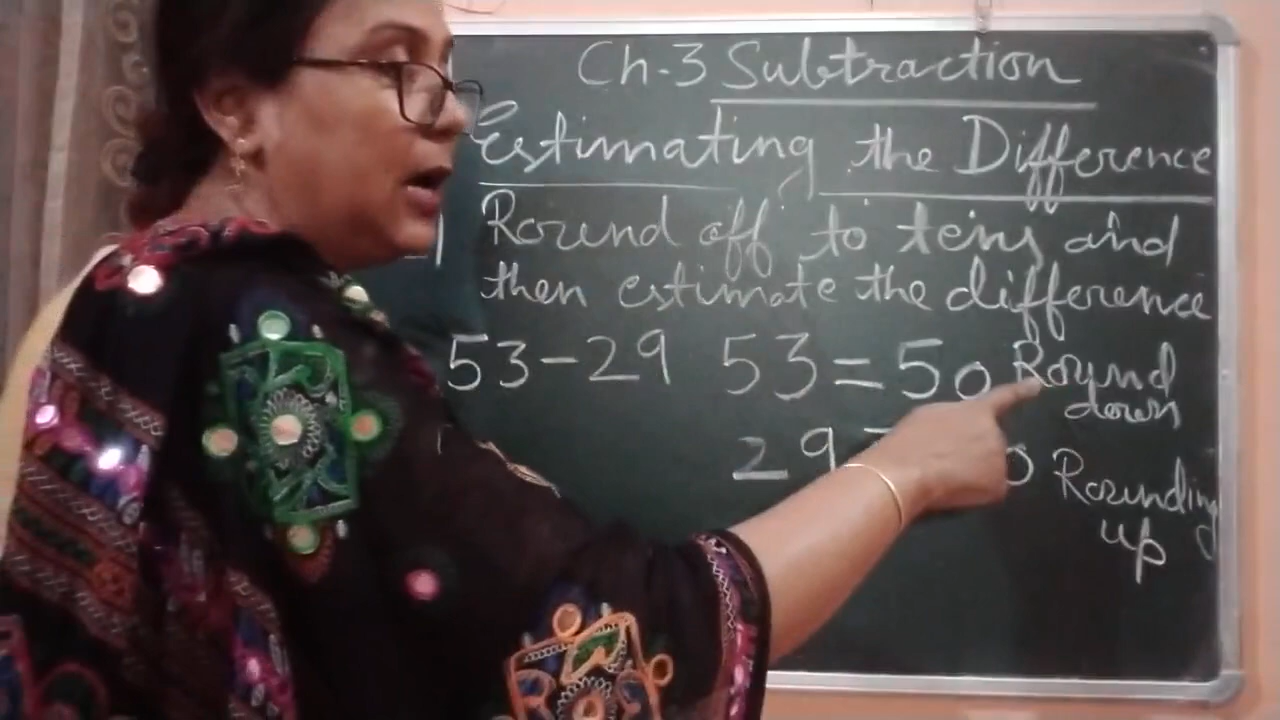 Ch-3 Subtraction
Estimating the Difference
Round off to tens and
then estimate the difference
53-29 53=50 Round
down
29 0 Rounding
up